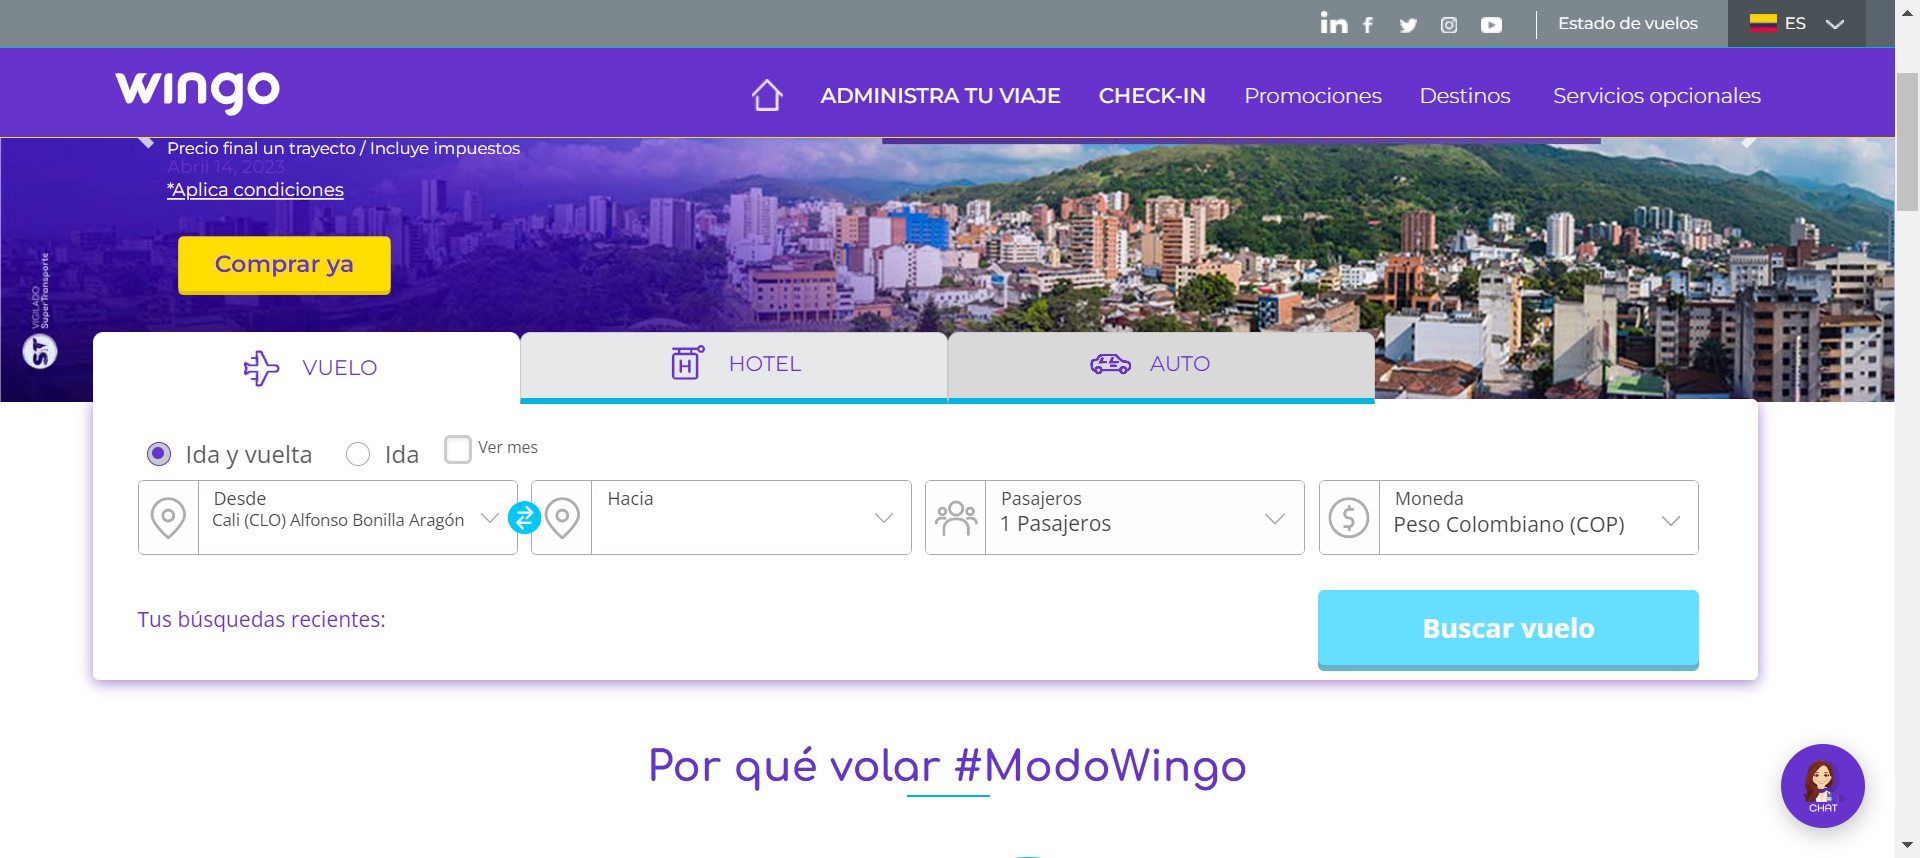 Estado de vuelos
ES
wingo
ADMINISTRA TU VIAJE
CHECK-IN
Promociones
Destinos
Servicios opcionales
Precio final un trayecto / Incluye impuestos
Abril 14, 2023
*Aplica condiciones
Comprar ya
VIGILADO
SuperTransporte
ST
VUELO
HOTEL
AUTO
Ida y vuelta
Ida
Ver mes
Desde
Cali (CLO) Alfonso Bonilla Aragón
Hacia
Pasajeros
1 Pasajeros
Moneda
Peso Colombiano (COP)
Tus búsquedas recientes:
Buscar vuelo
Por qué volar #ModoWingo
CHAT